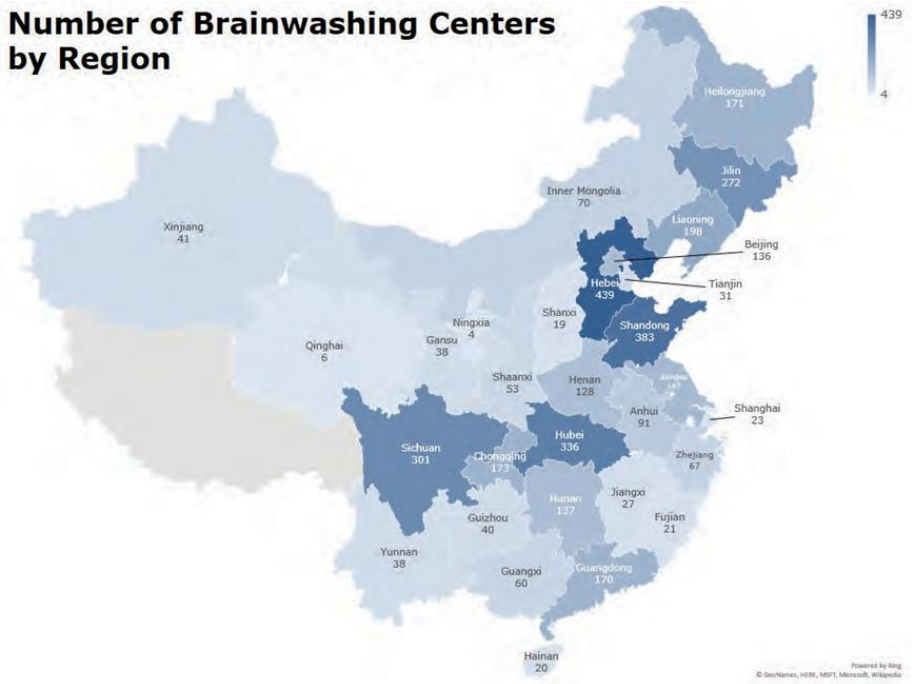 Number of Brainwashing Centers
by Region
439
4
Heilongjiang
171
Jilin
272
Inner Mongolia
70
Liaoning
198
Xinjiang
41
Beijing
136
Hebei
439
Tianjin
31
Shanxi
19
Shandong
383
Ningxia
4
Gansu
38
Qinghai
6
Shaanxi
53
Henan
128
Jiangsu
Anhui
91
Shanghai
23
Sichuan
301
Hubei
336
Chongqing
173
Zhejiang
67
Hunan
137
Jiangxi
27
Guizhou
40
Fujian
21
Yunnan
38
Guangxi
60
Guangdong
170
Hainan
20
Powered by Bing
© GeoNames, HERE, MSFT, Microsoft, Wikipedia